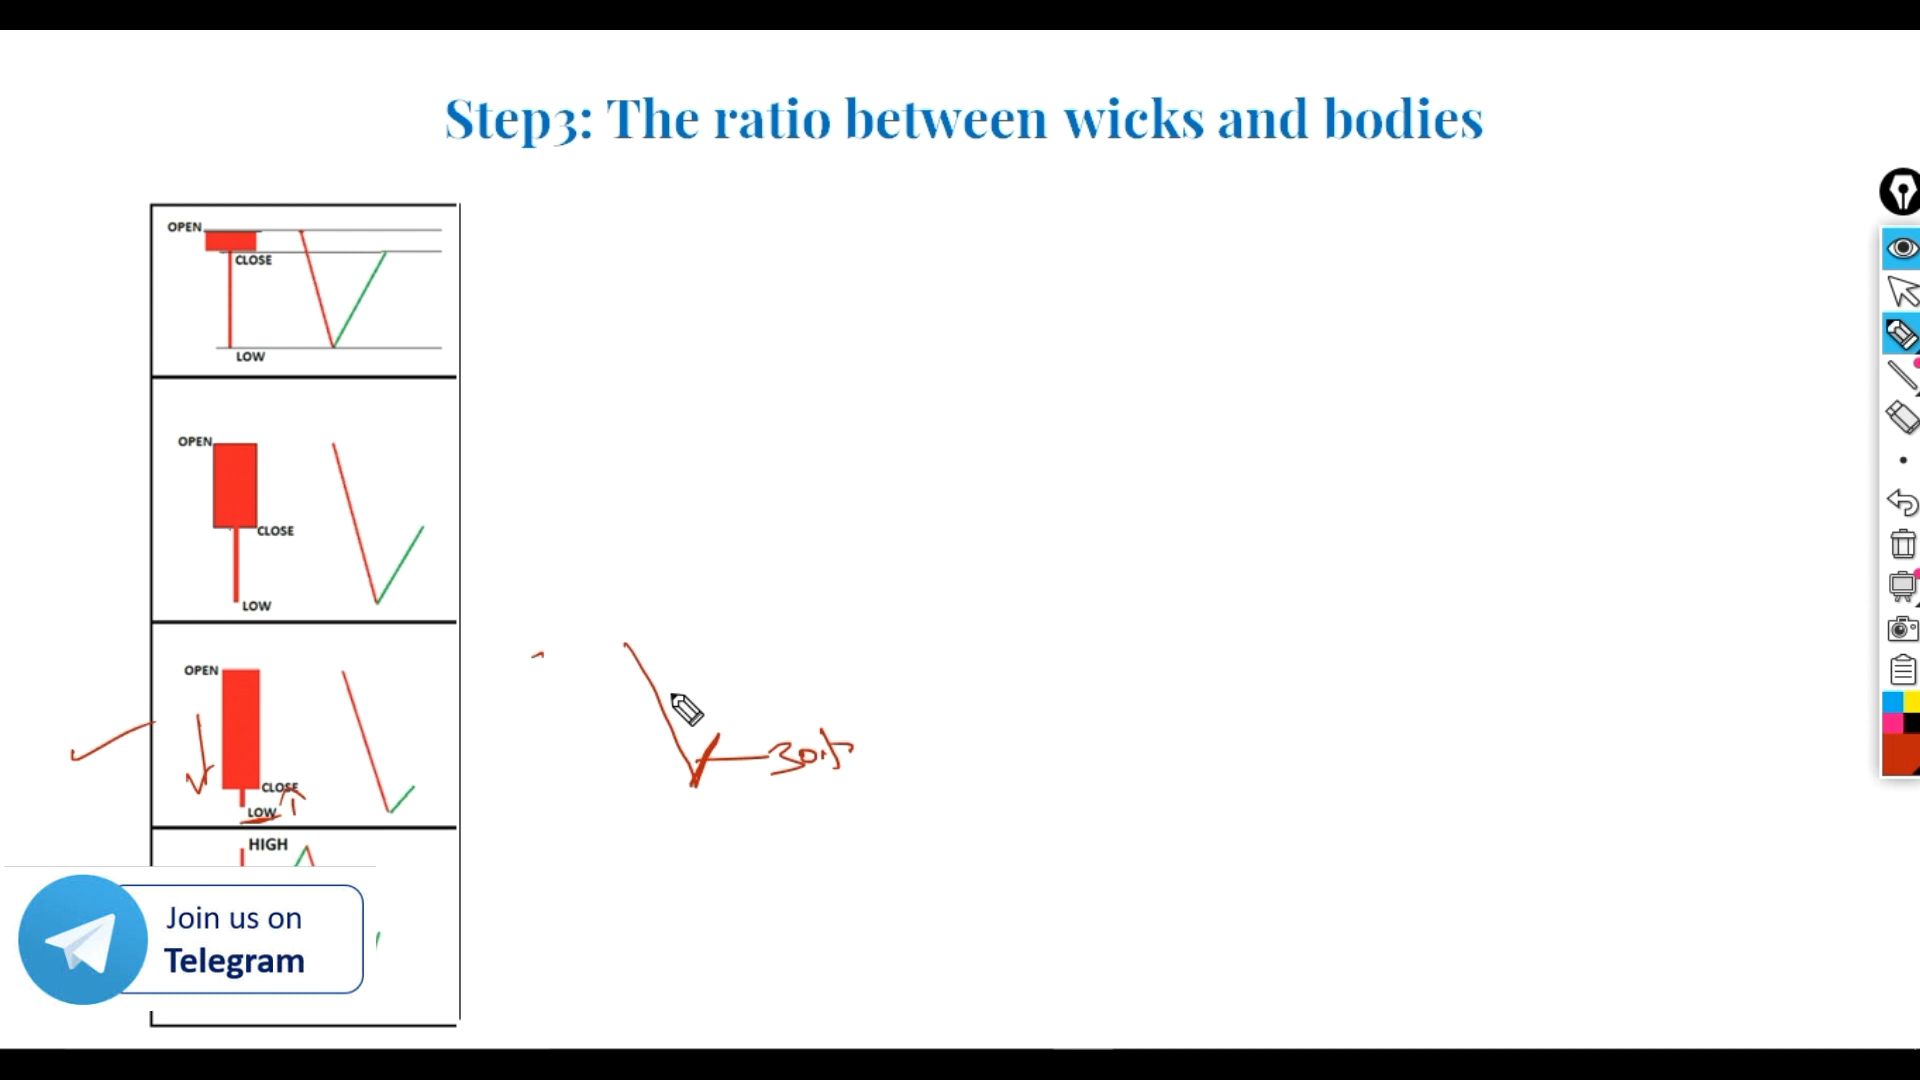 Step3: The ratio between wicks and bodies
OPEN
CLOSE
LOW
OPEN
CLOSE
LOW
OPEN
CLOSE
LOW
HIGH
Join us on
Telegram